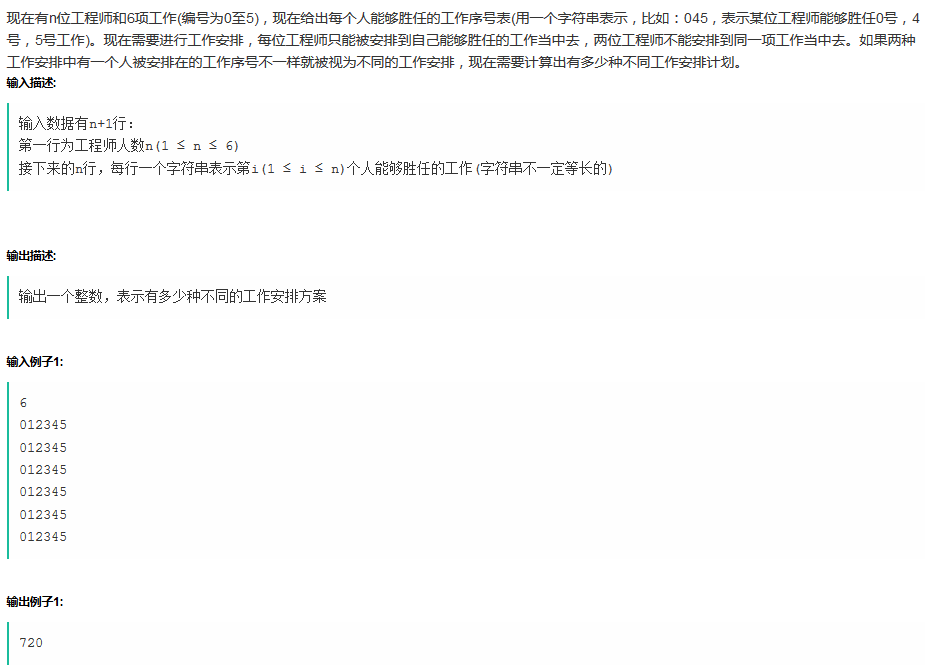 现在有n位工程师和6项工作(编号为0至5)，现在给出每个人能够胜任的工作序号表(用一个字符串表示，比如：045，表示某位工程师能够胜任0号，4
号，5号工作)。现在需要进行工作安排，每位工程师只能被安排到自己能够胜任的工作当中去，两位工程师不能安排到同一项工作当中去。如果两种
工作安排中有一个人被安排在的工作序号不一样就被视为不同的工作安排，现在需要计算出有多少种不同工作安排计划。
输入描述:
输入数据有n+1行：
第一行为工程师人数n(1 ≤ n ≤ 6)
接下来的n行，每行一个字符串表示第i(1 ≤ i ≤ n)个人能够胜任的工作(字符串不一定等长的)
输出描述:
输出一个整数，表示有多少种不同的工作安排方案
输入例子1:
6
012345
012345
012345
012345
012345
012345
输出例子1:
720